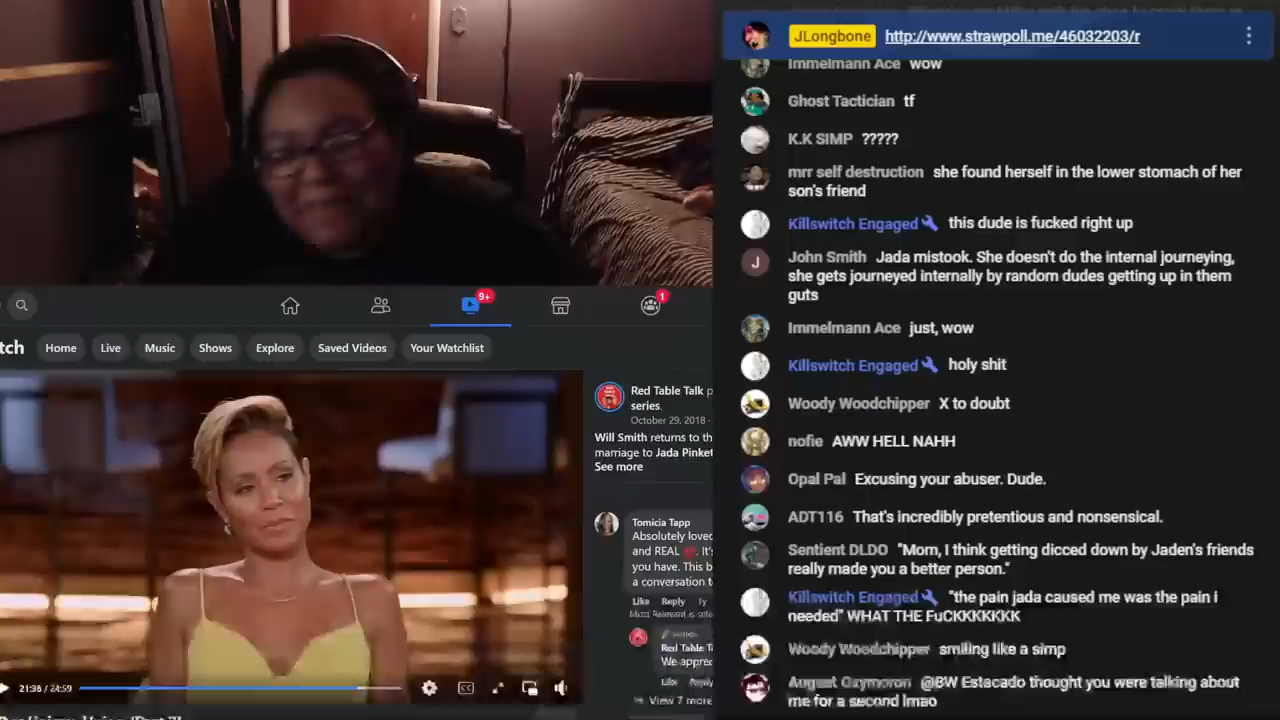 JLongbone http://www.strawpoll.me/46032203/r
Immelmann Ace wow
Ghost Tactician tf
K.K SIMP ?????
mrr self destruction she found herself in the lower stomach of her
son's friend
Killswitch Engaged this dude is fucked right up
John Smith Jada mistook. She doesn't do the internal journeying,
she gets journeyed internally by random dudes getting up in them
guts
J
Immelmann Ace just, wow
Killswitch Engaged holy shit
Woody Woodchipper X to doubt
nofie AWW HELL NAHH
Opal Pal Excusing your abuser. Dude.
ADT116 That's incredibly pretentious and nonsensical.
Sentient DLDO "Mom, I think getting dicced down by Jaden's friends
really made you a better person."
Killswitch Engaged "the pain jada caused me was the pain i
needed" WHAT THE FuCKKKKKKK
Woody Woodchipper smiling like a simp
August Oxymoron @BW Estacado thought you were talking about
me for a second lmao
9+
1
tch Home Live Music Shows Explore Saved Videos Your Watchlist
Red Table Talk p
series.
October 29, 2018 ·
Will Smith returns to th
marriage to Jada Pinket
See more
Tomicia Tapp
Absolutely loved
and REAL It's
you have. This b
a conversation to
Like Reply 1y
Most Relevant is sele
Red Table T
We apprec
Like Reply
View 7 more
21:36 / 24:59